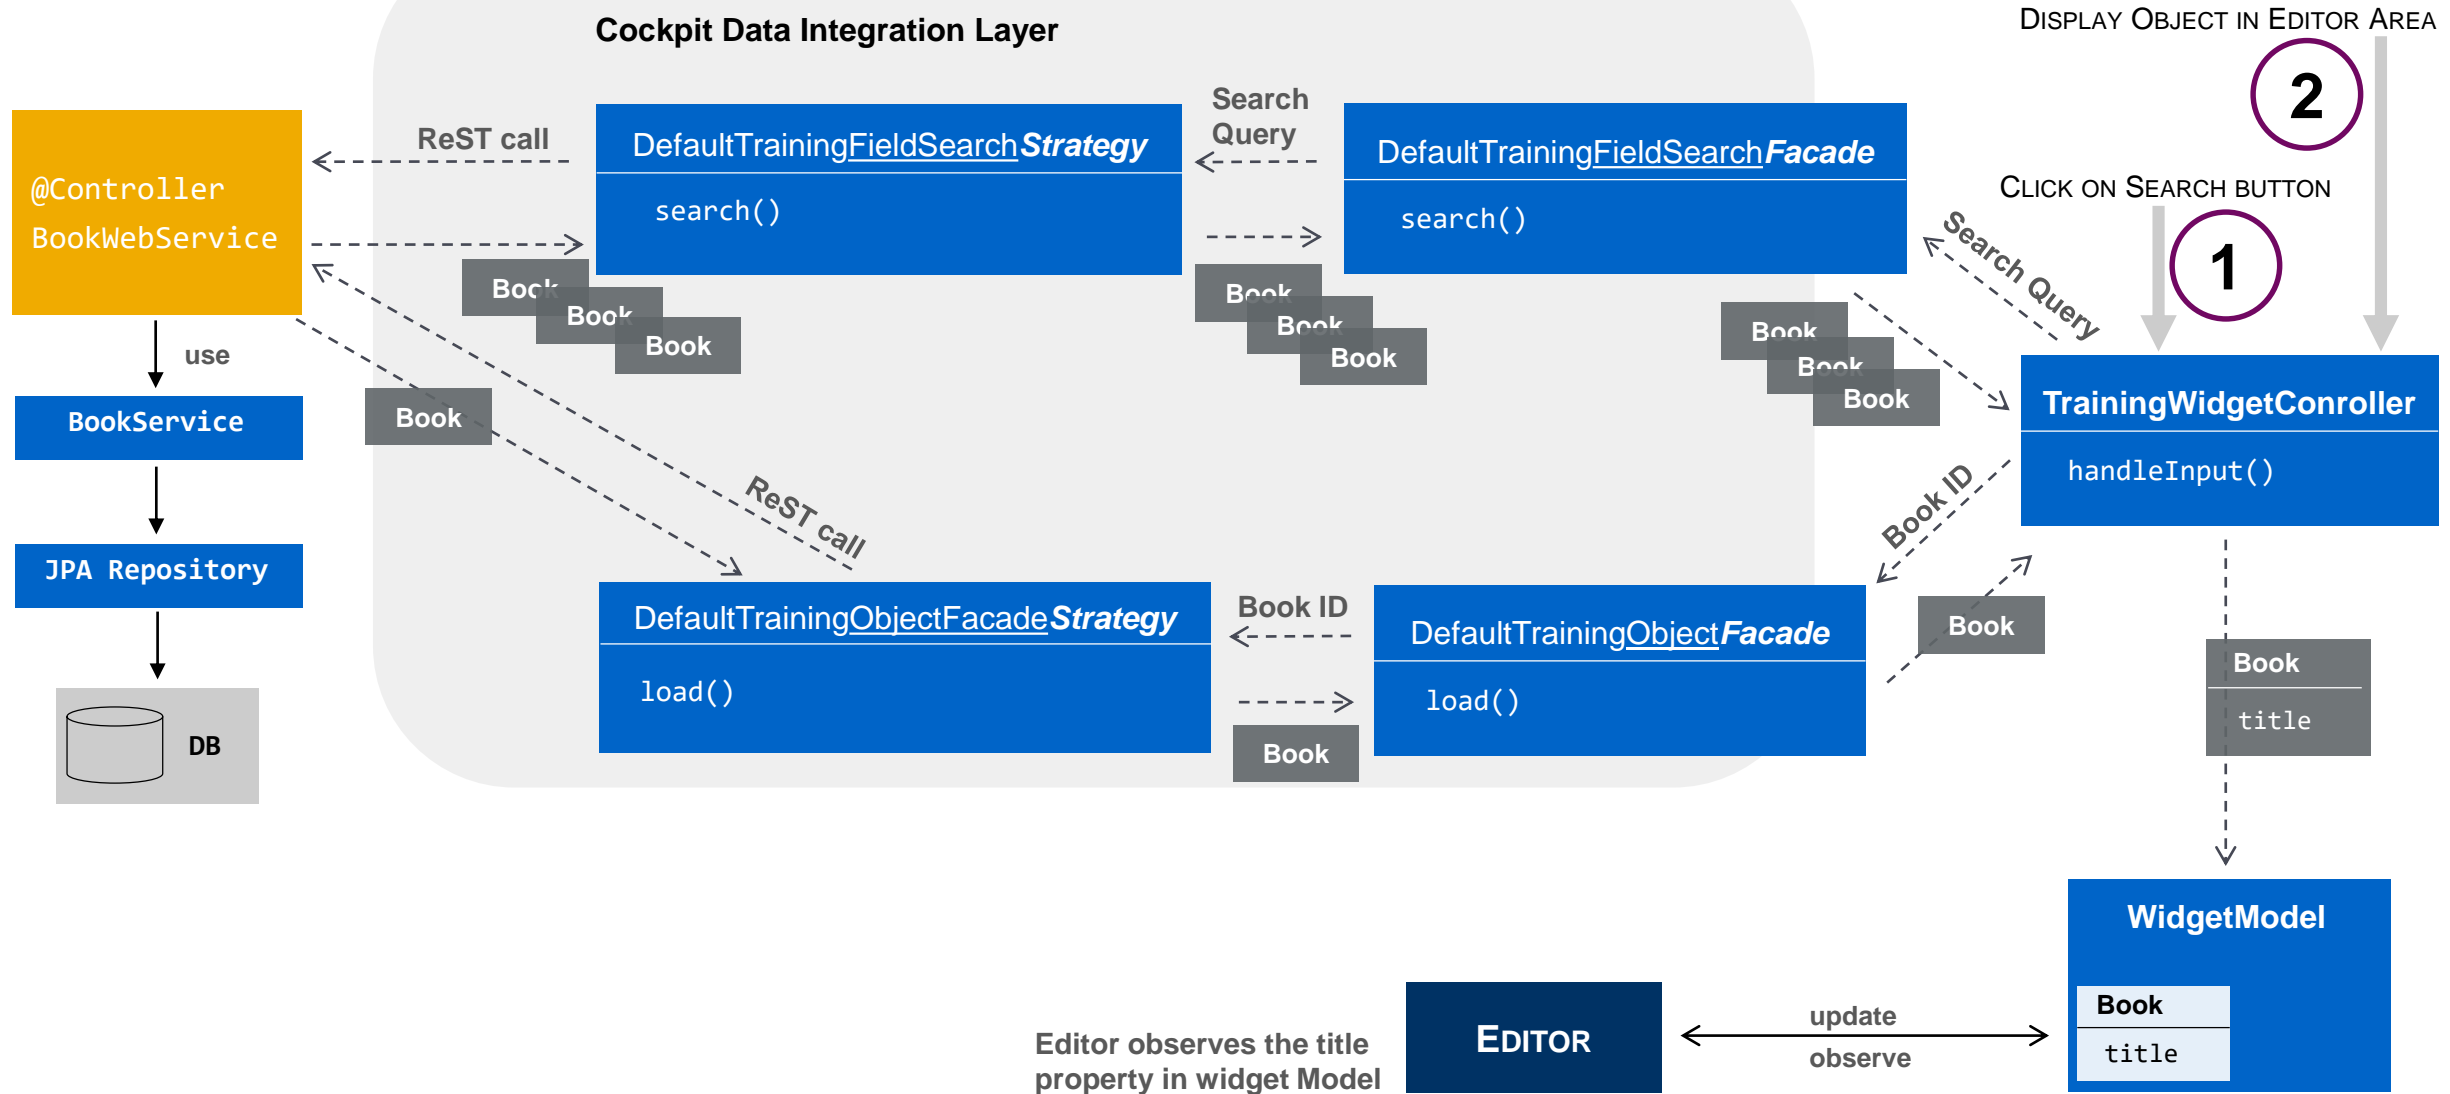 Cockpit Data Integration Layer
DISPLAY OBJECT IN EDITOR AREA
2
CLICK ON SEARCH BUTTON
1
@Controller
BookWebService
ReST call
DefaultTrainingFieldSearchStrategy
search()
Search
Query
DefaultTrainingFieldSearchFacade
search()
Search Query
Book
Book
Book
Book
Book
Book
Book
Book
Book
use
BookService
Book
JPA Repository
DB
ReST call
TrainingWidgetConroller
handleInput()
Book ID
DefaultTrainingObjectFacadeStrategy
load()
Book ID
Book
DefaultTrainingObjectFacade
load()
Book
Book
title
WidgetModel
Book
title
Editor observes the title
property in widget Model
EDITOR
update
observe